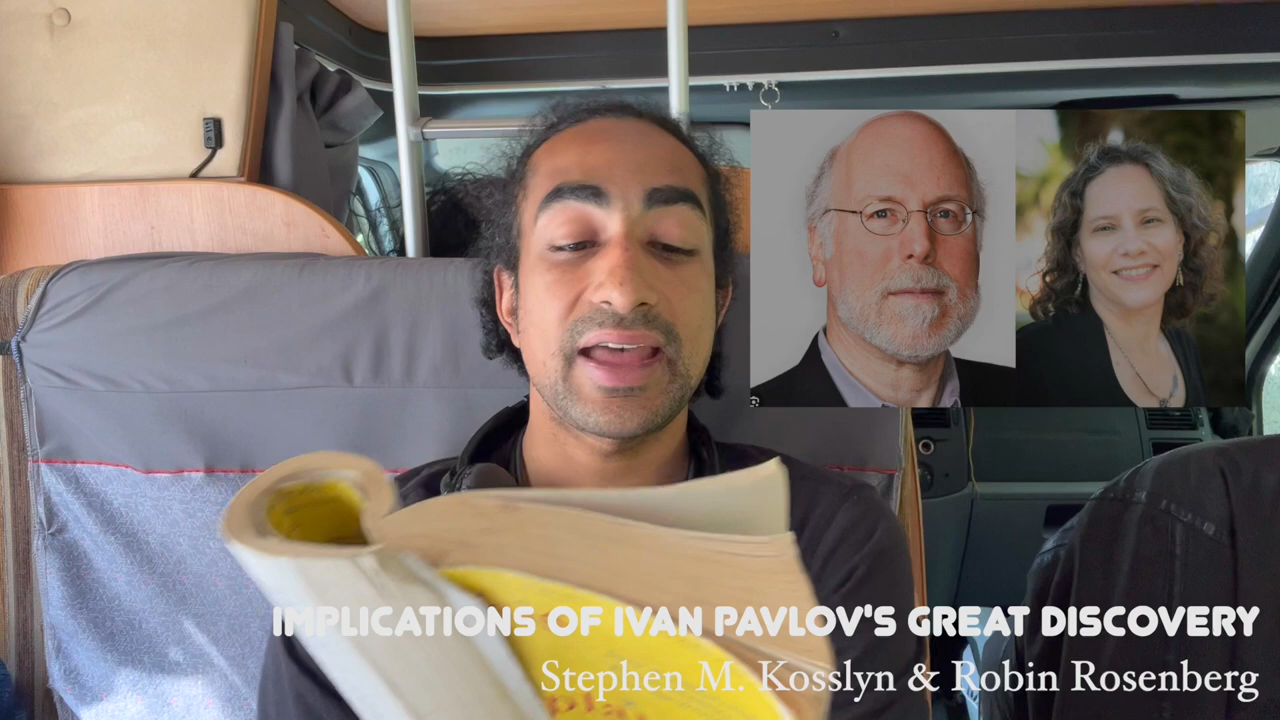 IMPLICATIONS OF IVAN PAVLOV'S GREAT DISCOVERY
Stephen M. Kosslyn & Robin Rosenberg